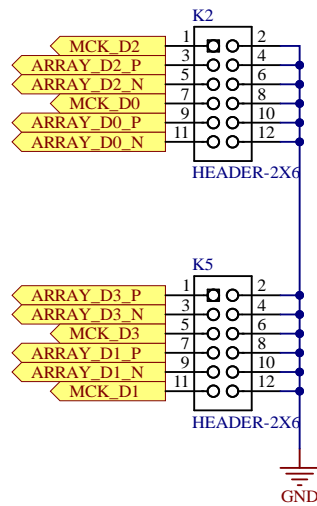 K2
MCK_D2 1 2
ARRAY_D2_P 3 4
ARRAY_D2_N 5 6
MCK_D0 7 8
ARRAY_D0_P 9 10
ARRAY_D0_N 11 12
HEADER-2X6
K5
ARRAY_D3_P 1 2
ARRAY_D3_N 3 4
MCK_D3 5 6
ARRAY_D1_P 7 8
ARRAY_D1_N 9 10
MCK_D1 11 12
HEADER-2X6
GND